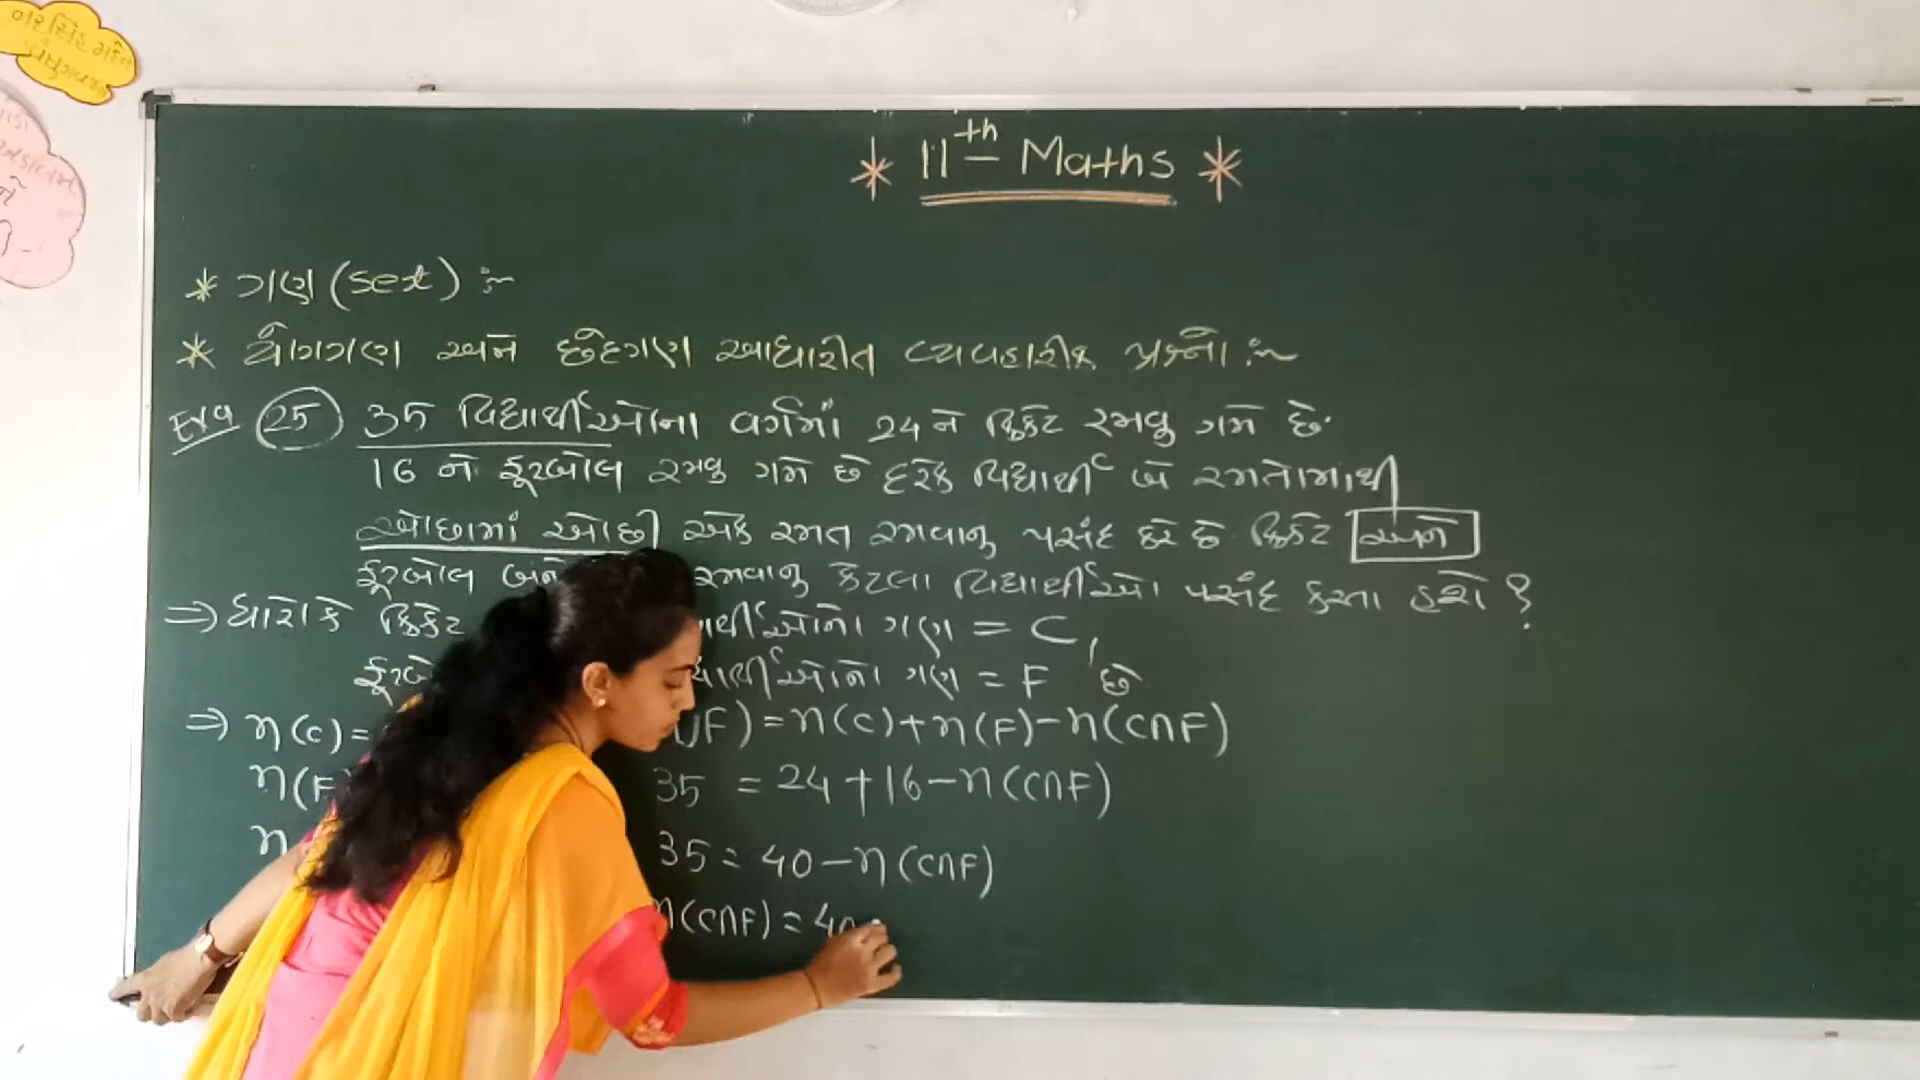 * 11th Maths *
* ગણ (set) :~
* યોગગણ અને છેદગણ આધારીત વ્યવહારીક પ્રશ્નો :~
25 35 વિદ્યાર્થીઓના વર્ગમાં 24 ને ક્રિકેટ રમવુ ગમે છે.
16 ને ફૂટબોલ રમવુ ગમે છે દરેક વિદ્યાર્થી બે રમતોમાથી
ઓછામાં ઓછી એક રમત રમવાનુ પસંદ કરે છે ક્રિકેટ અને
ફૂટબોલ બંને રમવાનુ કેટલા વિદ્યાર્થીઓ પસંદ કરતા હશે ?
⇒ ધારોકે ક્રિકેટ ગણ = C,
ગણ = F છે
⇒ n(C) = ∪F) = n(C) + n(F) - n(C∩F)
n(F 35 = 24 + 16 - n(C∩F)
n 35 = 40 - n(C∩F)
n(C∩F) = 40